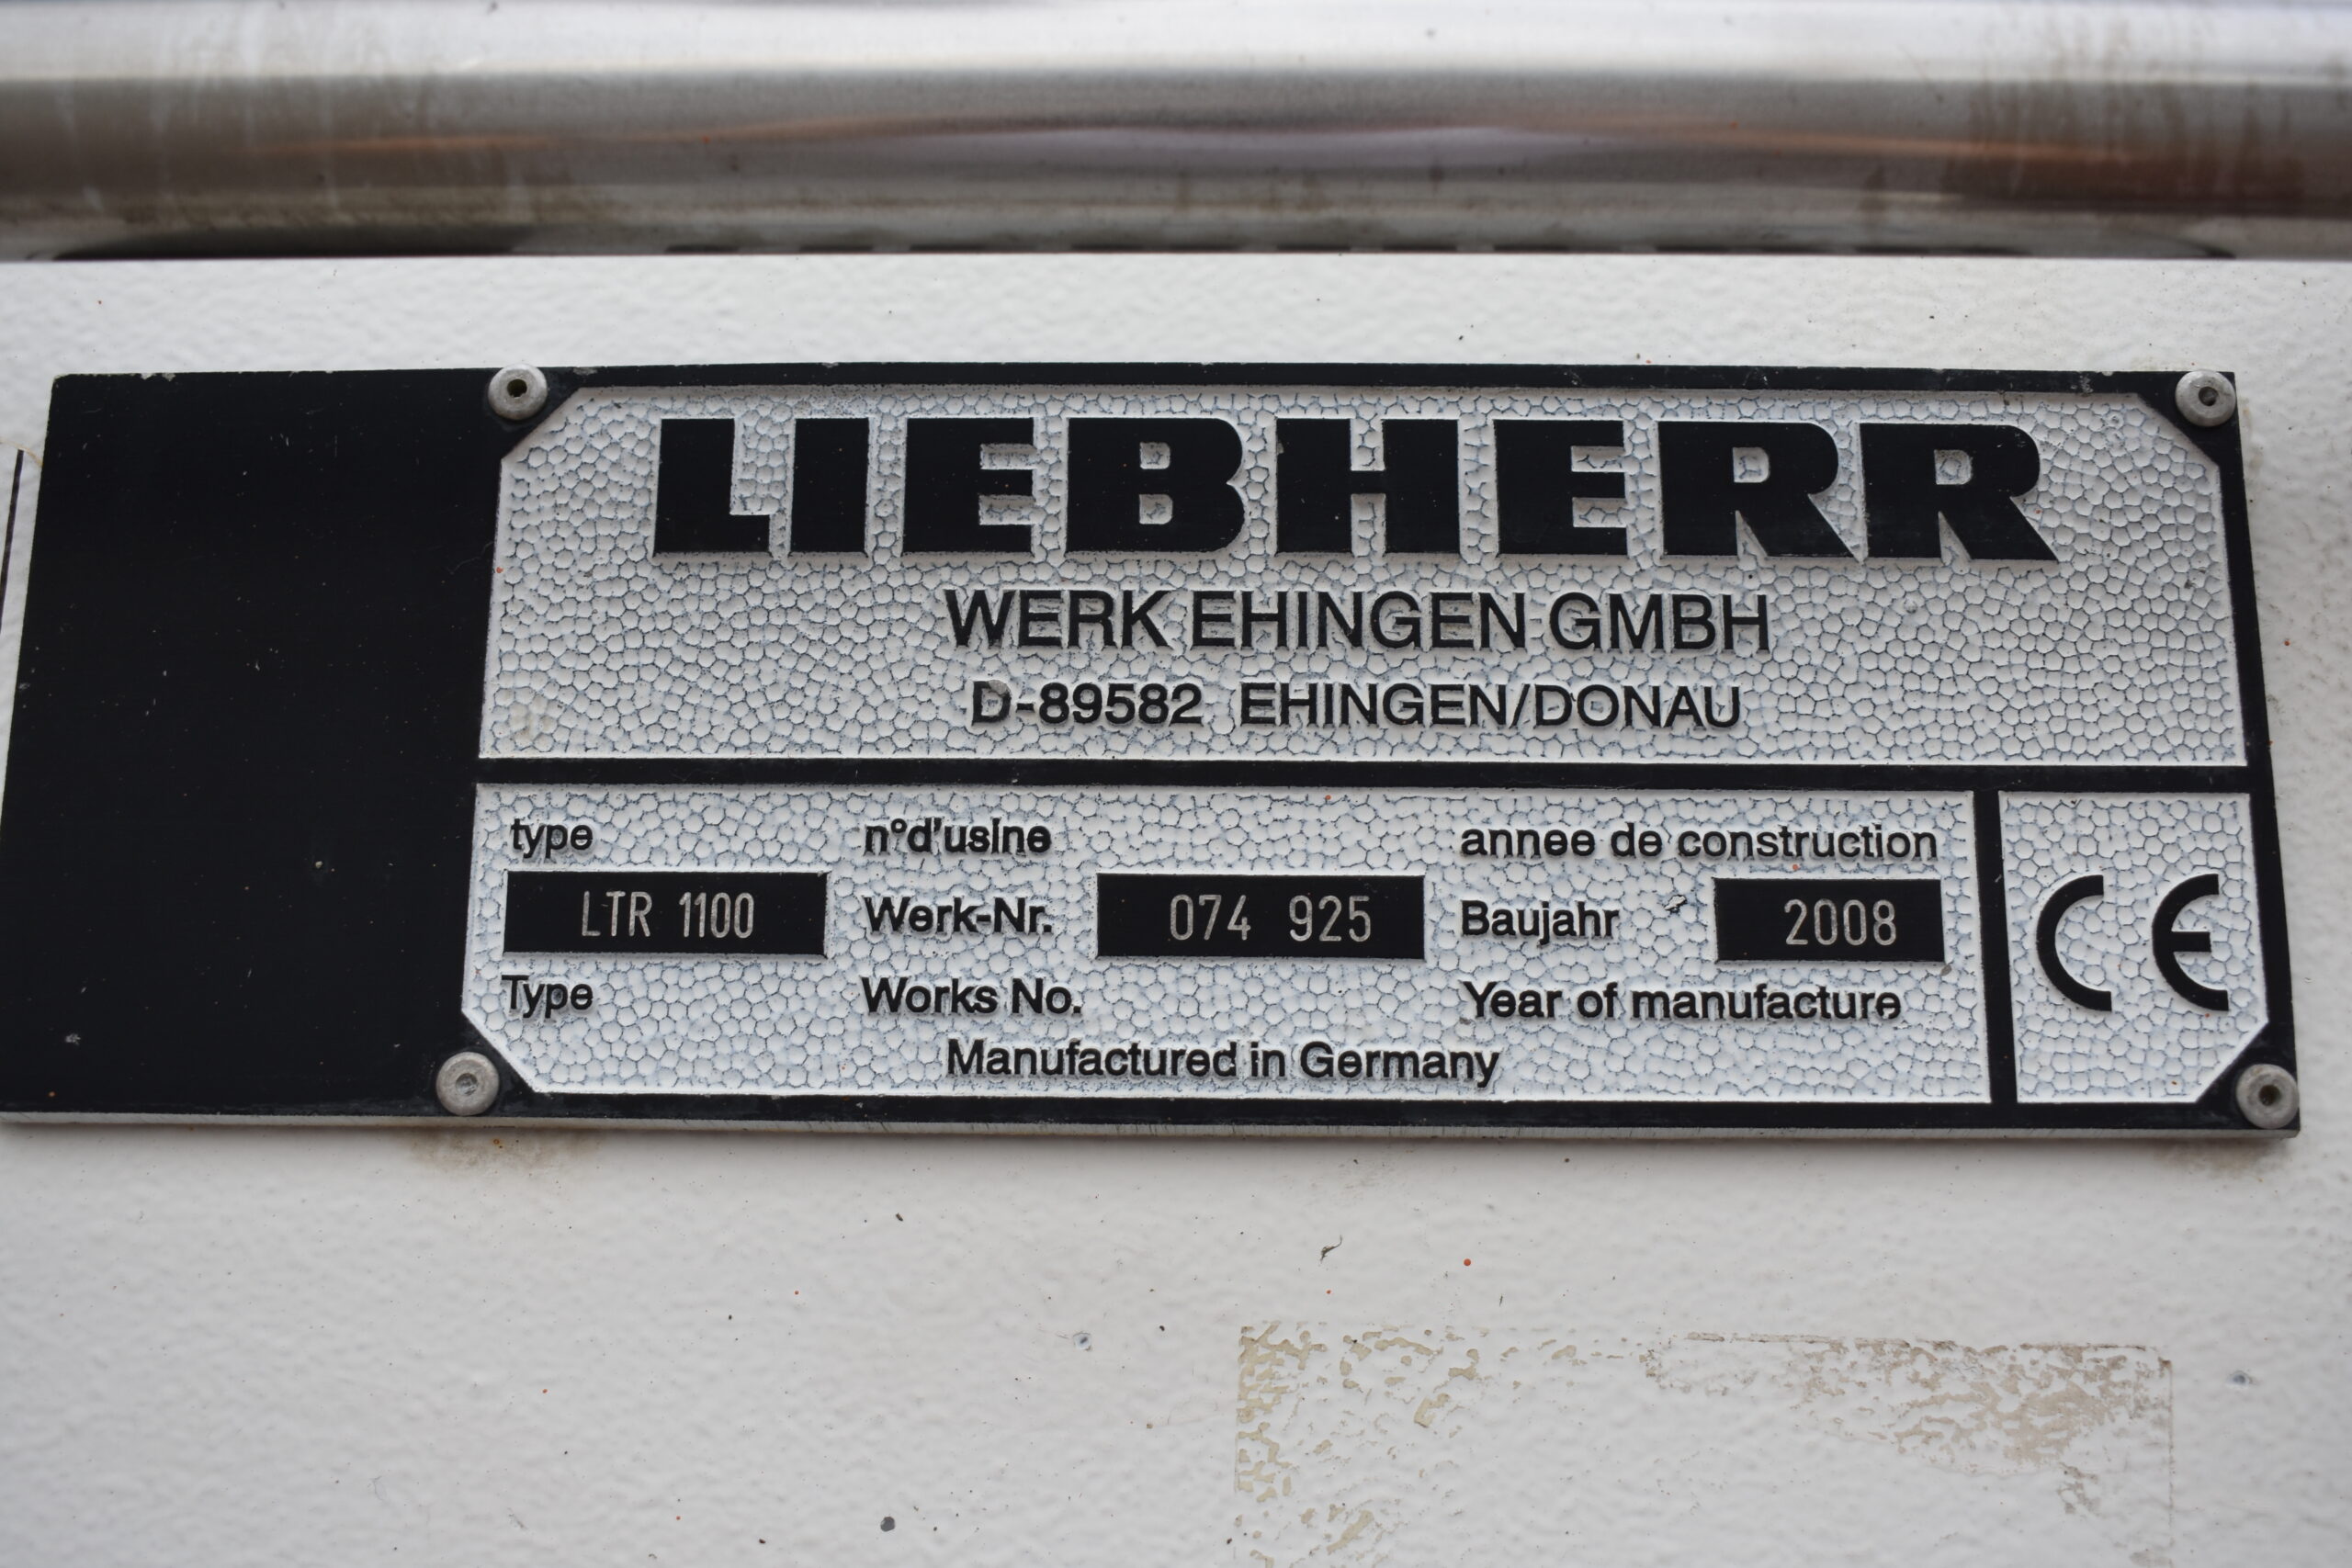 LIEBHERR
WERK EHINGEN GMBH
D-89582 EHINGEN/DONAU
type n°d'usine annee de construction
LTR 1100 Werk-Nr. 074 925 Baujahr 2008
Type Works No. Year of manufacture
Manufactured in Germany
CE